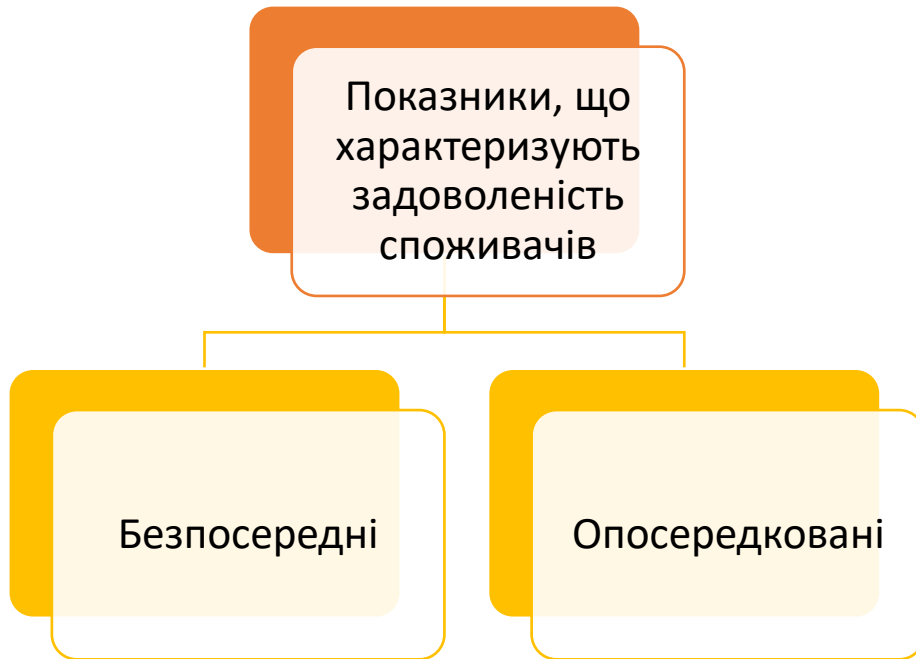 Показники, що
характеризують
задоволеність
споживачів
Безпосередні
Опосередковані